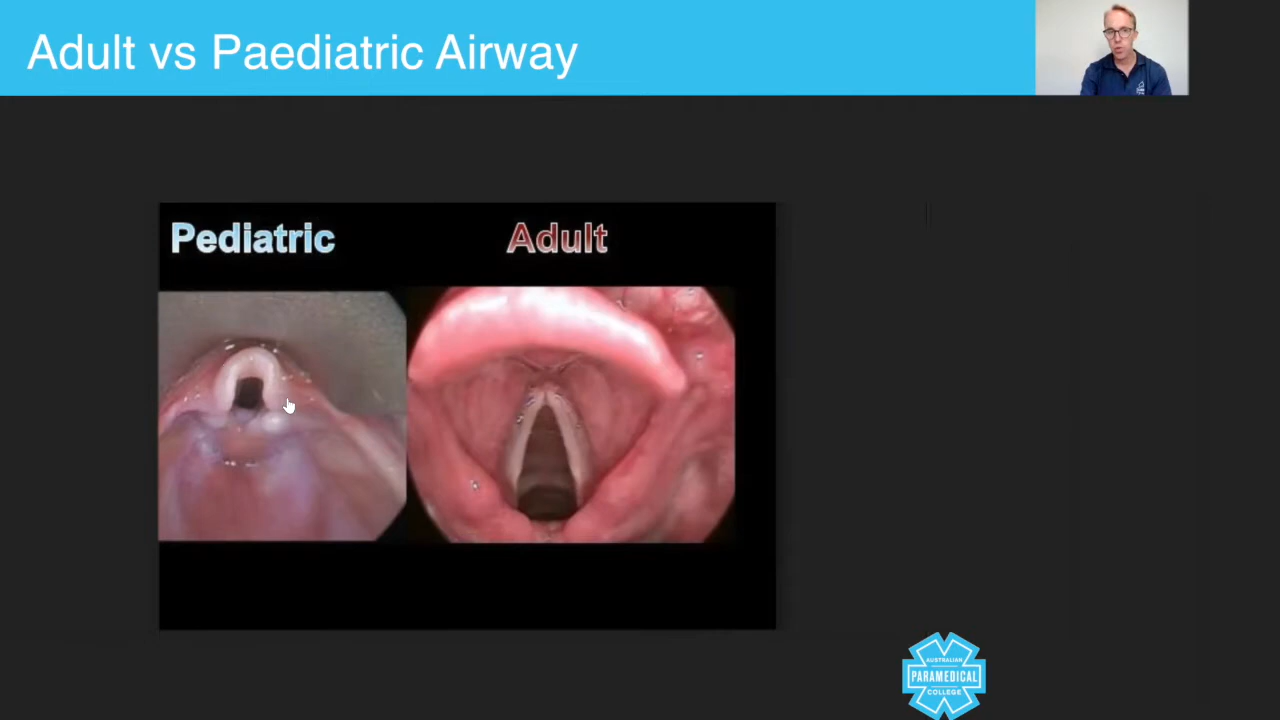 Adult vs Paediatric Airway
Pediatric
Adult
AUSTRALIAN
PARAMEDICAL
COLLEGE